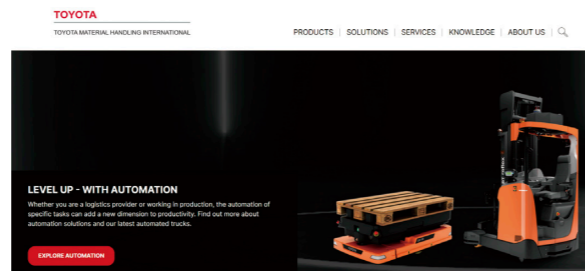 TOYOTA
TOYOTA MATERIAL HANDLING INTERNATIONAL
PRODUCTS | SOLUTIONS | SERVICES | KNOWLEDGE | ABOUT US |
LEVEL UP - WITH AUTOMATION
Whether you are a logistics provider or working in production, the automation of
specific tasks can add a new dimension to productivity. Find out more about
automation solutions and our latest automated trucks.
EXPLORE AUTOMATION